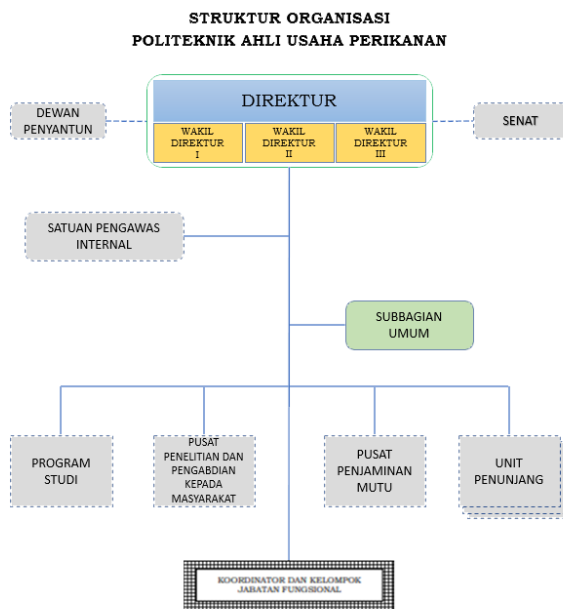 STRUKTUR ORGANISASI
POLITEKNIK AHLI USAHA PERIKANAN
DIREKTUR
DEWAN
PENYANTUN
WAKIL
DIREKTUR
I
WAKIL
DIREKTUR
II
WAKIL
DIREKTUR
III
SENAT
SATUAN PENGAWAS
INTERNAL
SUBBAGIAN
UMUM
PROGRAM
STUDI
PUSAT
PENELITIAN DAN
PENGABDIAN
KEPADA
MASYARAKAT
PUSAT
PENJAMINAN
MUTU
UNIT
PENUNJANG
KOORDINATOR DAN KELOMPOK
JABATAN FUNGSIONAL